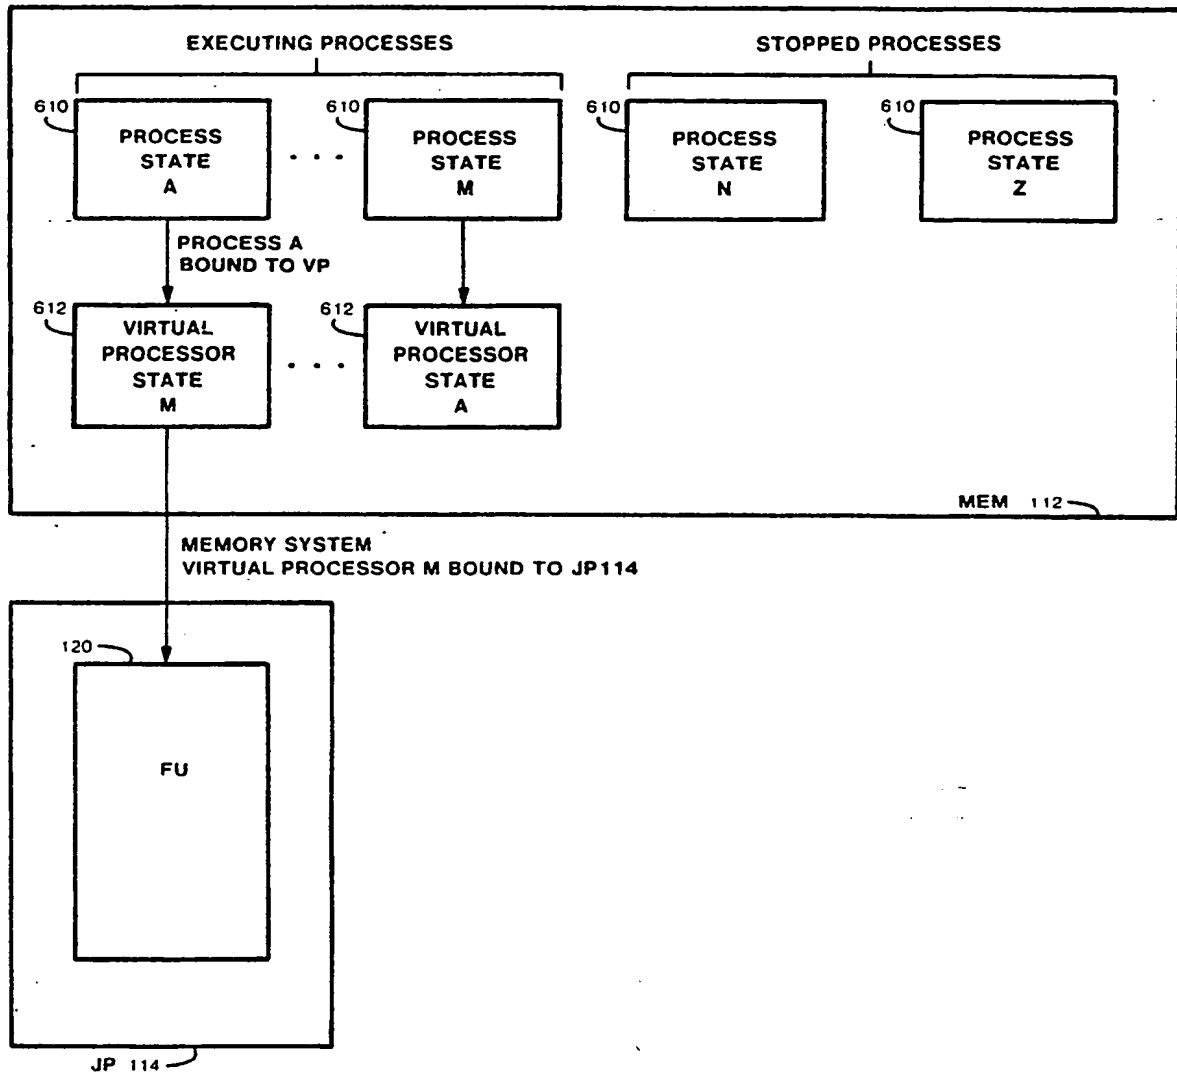 EXECUTING PROCESSES
STOPPED PROCESSES
610
PROCESS
STATE
A
. . .
610
PROCESS
STATE
M
610
PROCESS
STATE
N
610
PROCESS
STATE
Z
PROCESS A
BOUND TO VP
612
VIRTUAL
PROCESSOR
STATE
M
. . .
612
VIRTUAL
PROCESSOR
STATE
A
MEM 112
MEMORY SYSTEM
VIRTUAL PROCESSOR M BOUND TO JP114
120
FU
JP 114